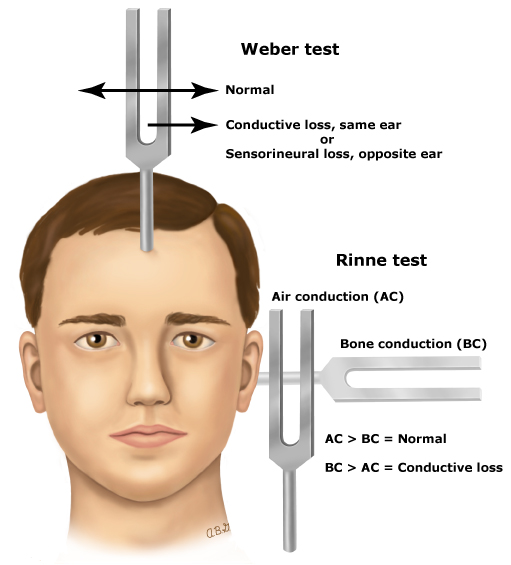 Weber test
Normal
Conductive loss, same ear
or
Sensorineural loss, opposite ear
Rinne test
Air conduction (AC)
Bone conduction (BC)
AC > BC = Normal
BC > AC = Conductive loss